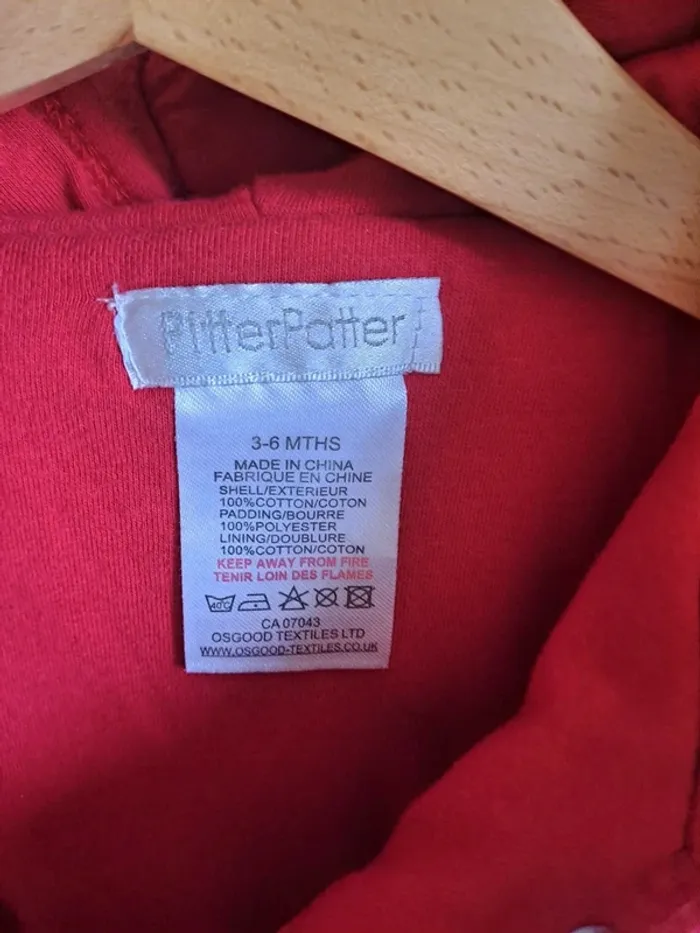 PitterPatter
3-6 MTHS
MADE IN CHINA
FABRIQUE EN CHINE
SHELL/EXTERIEUR
100%COTTON/COTON
PADDING/BOURRE
100%POLYESTER
LINING/DOUBLURE
100%COTTON/COTON
KEEP AWAY FROM FIRE
TENIR LOIN DES FLAMES
40°C
CA 07043
OSGOOD TEXTILES LTD
WWW.OSGOOD-TEXTILES.CO.UK